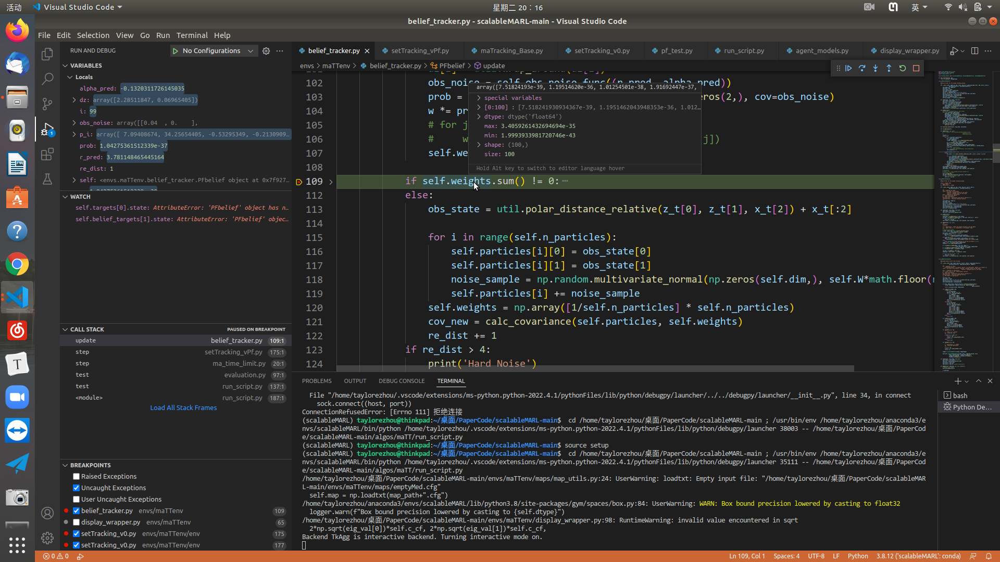 活动
Visual Studio Code
星期二 20：16
英
belief_tracker.py - scalableMARL-main - Visual Studio Code
File Edit Selection View Go Run Terminal Help
RUN AND DEBUG
No Configurations
belief_tracker.py
setTracking_vPf.py
maTracking_Base.py
setTracking_v0.py
pf_test.py
run_script.py
agent_models.py
display_wrapper.py
envs > maTTenv > belief_tracker.py > PFbelief > update
VARIABLES
Locals
alpha_pred: -0.1320311726145035
dz: array([2.28511847, 0.06965405])
i: 99
obs_noise: array([[0.04  , 0.    ],
p_i: array([ 7.09408674, 34.25654405, -0.53295349, -0.2130909…
prob: 1.04275361512339e-37
r_pred: 3.781148465445164
re_dist: 1
self: <envs.maTTenv.belief_tracker.PFbelief object at 0x7f927…
WATCH
self.targets[0].state: AttributeError: 'PFbelief' object has n…
self.belief_targets[1].state: AttributeError: 'PFbelief' objec…
CALL STACK
PAUSED ON BREAKPOINT
update belief_tracker.py 109:1
step setTracking_vPf.py 175:1
step ma_time_limit.py 20:1
test evaluation.py 97:1
test run_script.py 137:1
<module> run_script.py 187:1
Load All Stack Frames
BREAKPOINTS
Raised Exceptions
Uncaught Exceptions
User Uncaught Exceptions
belief_tracker.py envs/maTTenv 109
display_wrapper.py envs/maTTenv 65
setTracking_v0.py envs/maTTenv/env 175
setTracking_v0.py envs/maTTenv/env 177
102 obs_noise = self.obs_noise_func((r_pred, alpha_pred))
103 prob = eros(2,), cov=obs_noise)
104 w *= pr
105 # for j
106 # w j])
107 self.we
108
109 if self.weights.sum() != 0:…
112 else:
113 obs_state = util.polar_distance_relative(z_t[0], z_t[1], x_t[2]) + x_t[:2]
114
115 for i in range(self.n_particles):
116 self.particles[i][0] = obs_state[0]
117 self.particles[i][1] = obs_state[1]
118 noise_sample = np.random.multivariate_normal(np.zeros(self.dim,), self.W*math.floor(
119 self.particles[i] += noise_sample
120 self.weights = np.array([1/self.n_particles] * self.n_particles)
121 cov_new = calc_covariance(self.particles, self.weights)
122 re_dist += 1
123 if re_dist > 4:
124 print('Hard Noise')
array([7.51824193e-39, 1.19514620e-36, 1.01254501e-38, 1.91692447e-37,
special variables
[0:100] : [7.518241930934367e-39, 1.1951462043948353e-36, 1.012…
dtype: dtype('float64')
max: 3.4059261432694694e-35
min: 1.9993933981720746e-43
shape: (100,)
size: 100
Hold Alt key to switch to editor language hover
PROBLEMS OUTPUT DEBUG CONSOLE TERMINAL
File "/home/taylorezhou/.vscode/extensions/ms-python.python-2022.4.1/pythonFiles/lib/python/debugpy/launcher/../../debugpy/launcher/__init__.py", line 34, in connect
sock.connect((host, port))
ConnectionRefusedError: [Errno 111] 拒绝连接
(scalableMARL) taylorezhou@thinkpad:~/桌面/PaperCode/scalableMARL-main$  cd /home/taylorezhou/桌面/PaperCode/scalableMARL-main ; /usr/bin/env /home/taylorezhou/anaconda3/e
nvs/scalableMARL/bin/python /home/taylorezhou/.vscode/extensions/ms-python.python-2022.4.1/pythonFiles/lib/python/debugpy/launcher 38003 -- /home/taylorezhou/桌面/PaperCod
e/scalableMARL-main/algos/maTT/run_script.py
(scalableMARL) taylorezhou@thinkpad:~/桌面/PaperCode/scalableMARL-main$ source setup
(scalableMARL) taylorezhou@thinkpad:~/桌面/PaperCode/scalableMARL-main$  cd /home/taylorezhou/桌面/PaperCode/scalableMARL-main ; /usr/bin/env /home/taylorezhou/anaconda3/e
nvs/scalableMARL/bin/python /home/taylorezhou/.vscode/extensions/ms-python.python-2022.4.1/pythonFiles/lib/python/debugpy/launcher 35111 -- /home/taylorezhou/桌面/PaperCod
e/scalableMARL-main/algos/maTT/run_script.py
/home/taylorezhou/桌面/PaperCode/scalableMARL-main/envs/maTTenv/maps/map_utils.py:24: UserWarning: loadtxt: Empty input file: "/home/taylorezhou/桌面/PaperCode/scalableMAR
L-main/envs/maTTenv/maps/emptyMed.cfg"
self.map = np.loadtxt(map_path+".cfg")
/home/taylorezhou/anaconda3/envs/scalableMARL/lib/python3.8/site-packages/gym/spaces/box.py:84: UserWarning: WARN: Box bound precision lowered by casting to float32
logger.warn(f"Box bound precision lowered by casting to {self.dtype}")
/home/taylorezhou/桌面/PaperCode/scalableMARL-main/envs/maTTenv/display_wrapper.py:98: RuntimeWarning: invalid value encountered in sqrt
2*np.sqrt(eig_val[0])*self.c_cf, 2*np.sqrt(eig_val[1])*self.c_cf,
Backend TkAgg is interactive backend. Turning interactive mode on.
bash
Python De…
0 0
Ln 109, Col 1
Spaces: 4
UTF-8
LF
Python
3.8.12 ('scalableMARL': conda)